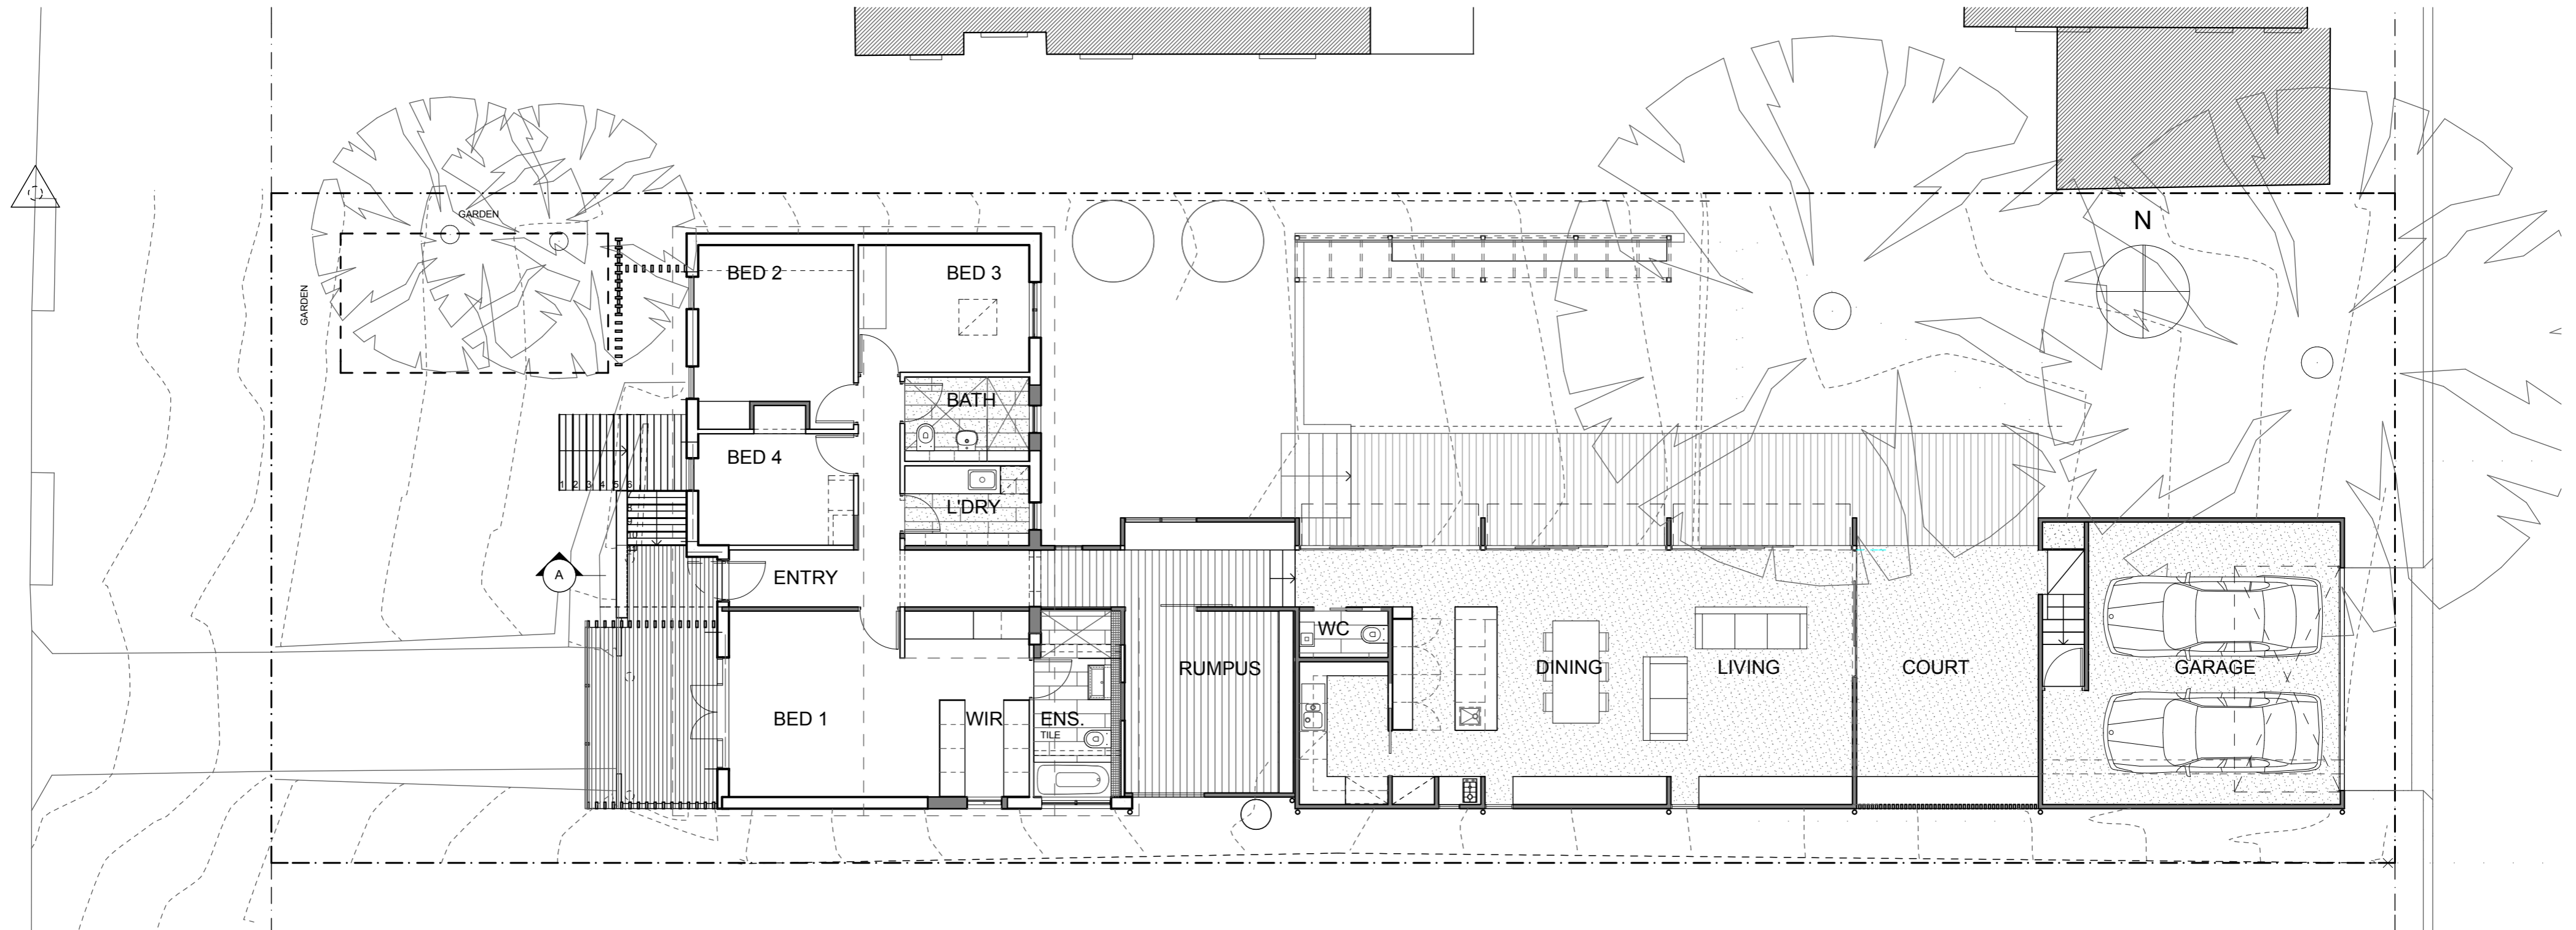 GARDEN
N
BED 2
BED 3
GARDEN
BATH
BED 4
1 2 3 4 5 6
L'DRY
A
ENTRY
WC
RUMPUS
DINING
LIVING
COURT
GARAGE
BED 1
WIR
ENS.
TILE